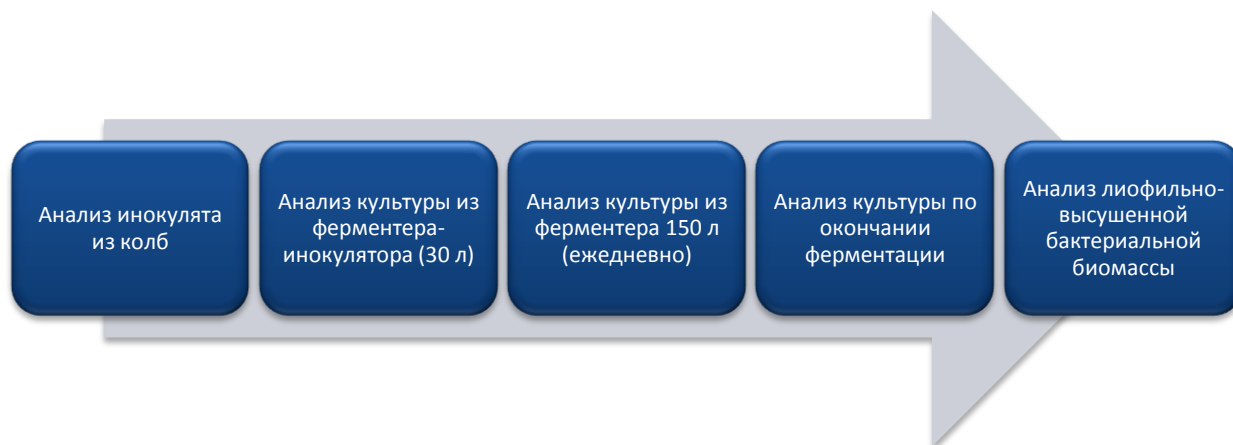 Анализ инокулята
из колб
Анализ культуры из
ферментера-
инокулятора (30 л)
Анализ культуры из
ферментера 150 л
(ежедневно)
Анализ культуры по
окончании
ферментации
Анализ лиофильно-
высушенной
бактериальной
биомассы